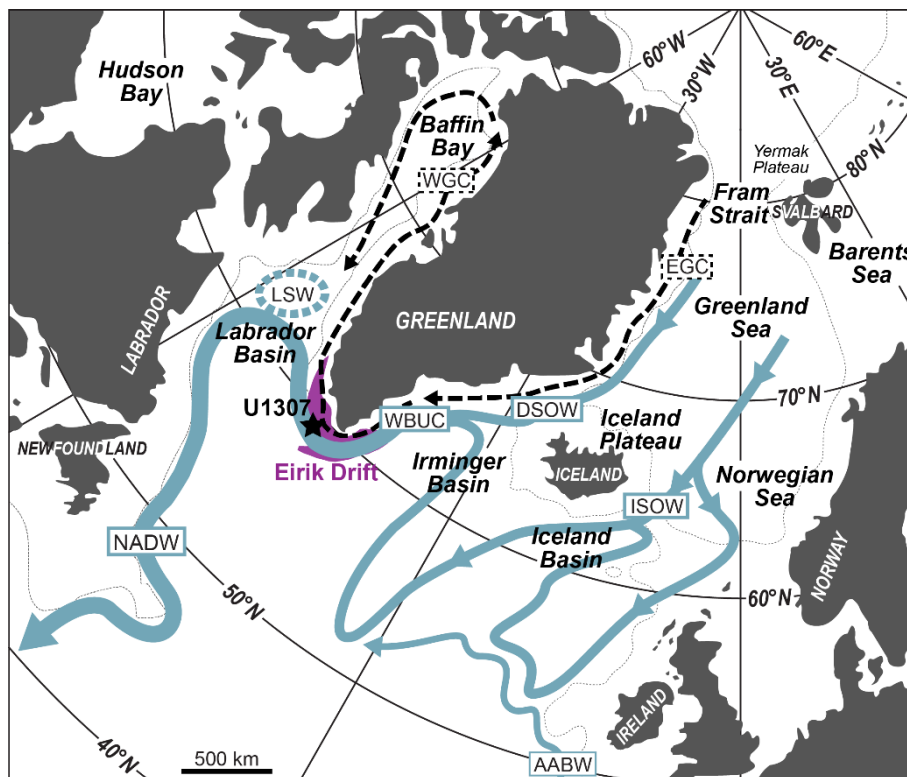 60°W
60°E
30°W
30°E
Hudson
Bay
Baffin
Bay
Yermak
Plateau
80°N
WGC
Fram
Strait
SVALBARD
Barents
Sea
EGC
LSW
GREENLAND
Greenland
Sea
LABRADOR
Labrador
Basin
70°N
U1307
WBUC
DSOW
Iceland
Plateau
NEWFOUNDLAND
Eirik Drift
Irminger
Basin
ICELAND
Norwegian
Sea
ISOW
NADW
Iceland
Basin
NORWAY
50°N
60°N
IRELAND
40°N
500 km
AABW